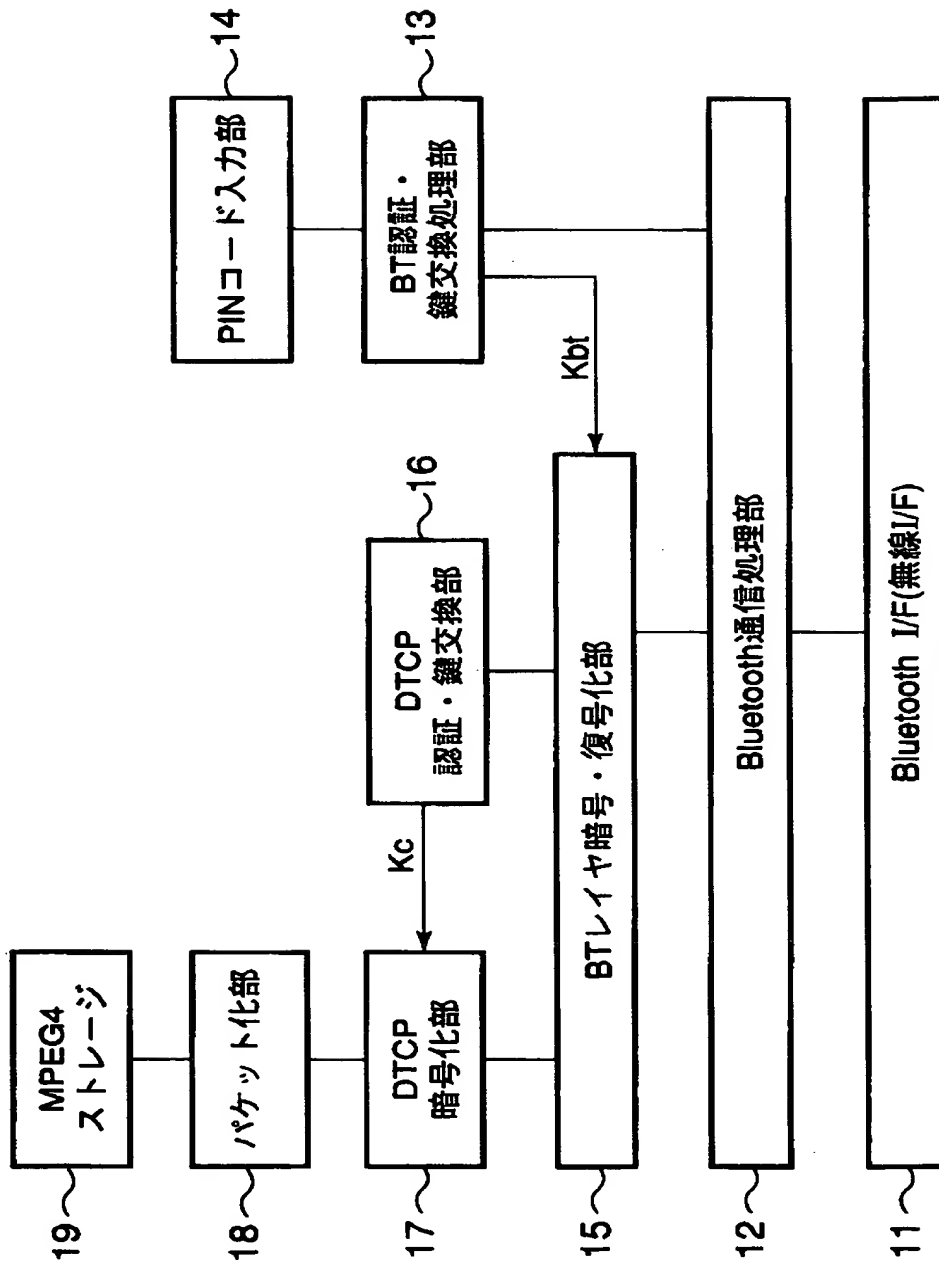 19
MPEG4
ストレージ
18
パケット化部
17
DTCP
暗号化部
Kc
DTCP
認証・鍵交換部
16
PINコード入力部
14
BT認証・
鍵交換処理部
13
Kbt
15
BTレイヤ暗号・復号化部
12
Bluetooth通信処理部
11
Bluetooth I/F(無線I/F)